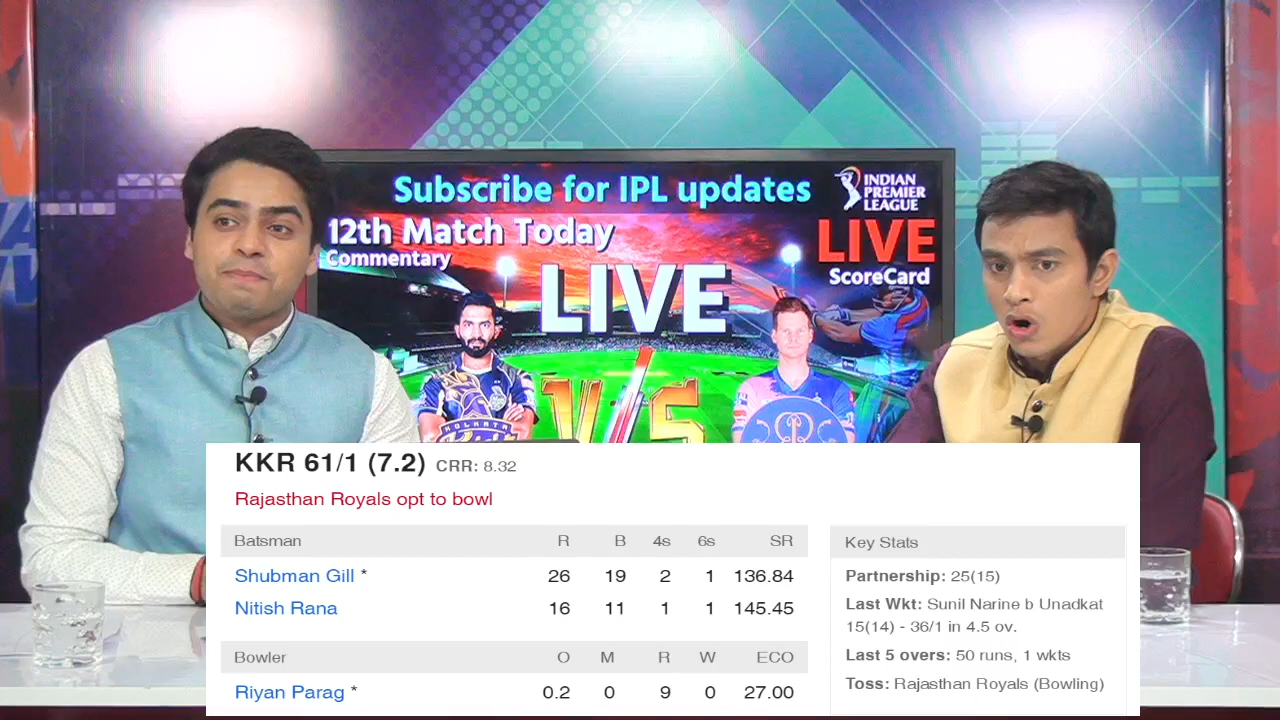 Subscribe for IPL updates
INDIAN
PREMIER
LEAGUE
12th Match Today
Commentary
LIVE
LIVE
ScoreCard
V/S
KOLKATA
KKR 61/1 (7.2) CRR: 8.32
Rajasthan Royals opt to bowl
Batsman R B 4s 6s SR
Shubman Gill * 26 19 2 1 136.84
Nitish Rana 16 11 1 1 145.45
Bowler O M R W ECO
Riyan Parag * 0.2 0 9 0 27.00
Key Stats
Partnership: 25(15)
Last Wkt: Sunil Narine b Unadkat
15(14) - 36/1 in 4.5 ov.
Last 5 overs: 50 runs, 1 wkts
Toss: Rajasthan Royals (Bowling)